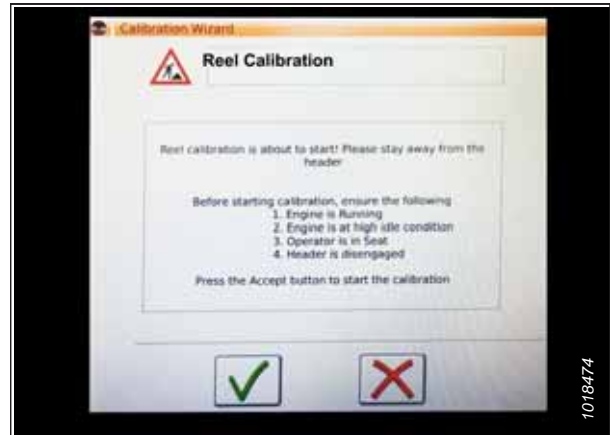 Calibration Wizard
Reel Calibration
Reel calibration is about to start! Please stay away from the
header
Before starting calibration, ensure the following
1. Engine is Running
2. Engine is at high idle condition
3. Operator is in Seat
4. Header is disengaged
Press the Accept button to start the calibration
1018474